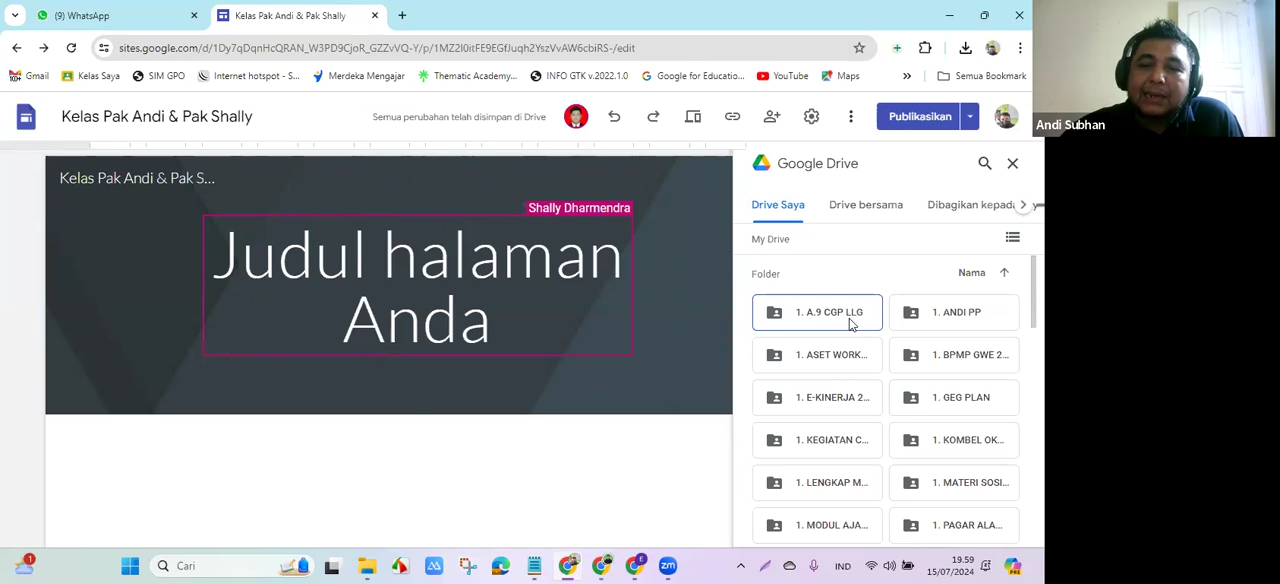 (9) WhatsApp
Kelas Pak Andi & Pak Shally
sites.google.com/d/1Dy7qDqnHcQRAN_W3PD9CjoR_GZZvVQ-Y/p/1MZ2I0itFE9EGfJuqh2YszvVvAW6cbiRS-/edit
Gmail
Kelas Saya
SIM GPO
Internet hotspot - S...
Merdeka Mengajar
Thematic Academy...
INFO GTK v.2022.1.0
Google for Educatio...
YouTube
Maps
Semua Bookmark
Andi Subhan
Kelas Pak Andi & Pak Shally
Semua perubahan telah disimpan di Drive
Publikasikan
Kelas Pak Andi & Pak S...
Shally Dharmendra
Judul halaman
Anda
Google Drive
Drive Saya
Drive bersama
Dibagikan kepada
My Drive
Folder
Nama
1. A.9 CGP LLG
1. ANDI PP
1. ASET WORK...
1. BPMP GWE 2...
1. E-KINERJA 2...
1. GEG PLAN
1. KEGIATAN C...
1. KOMBEL OK...
1. LENGKAP M...
1. MATERI SOSI...
1. MODUL AJA...
1. PAGAR ALA...
1
Cari
zm
IND
19.59
15/07/2024
PRE